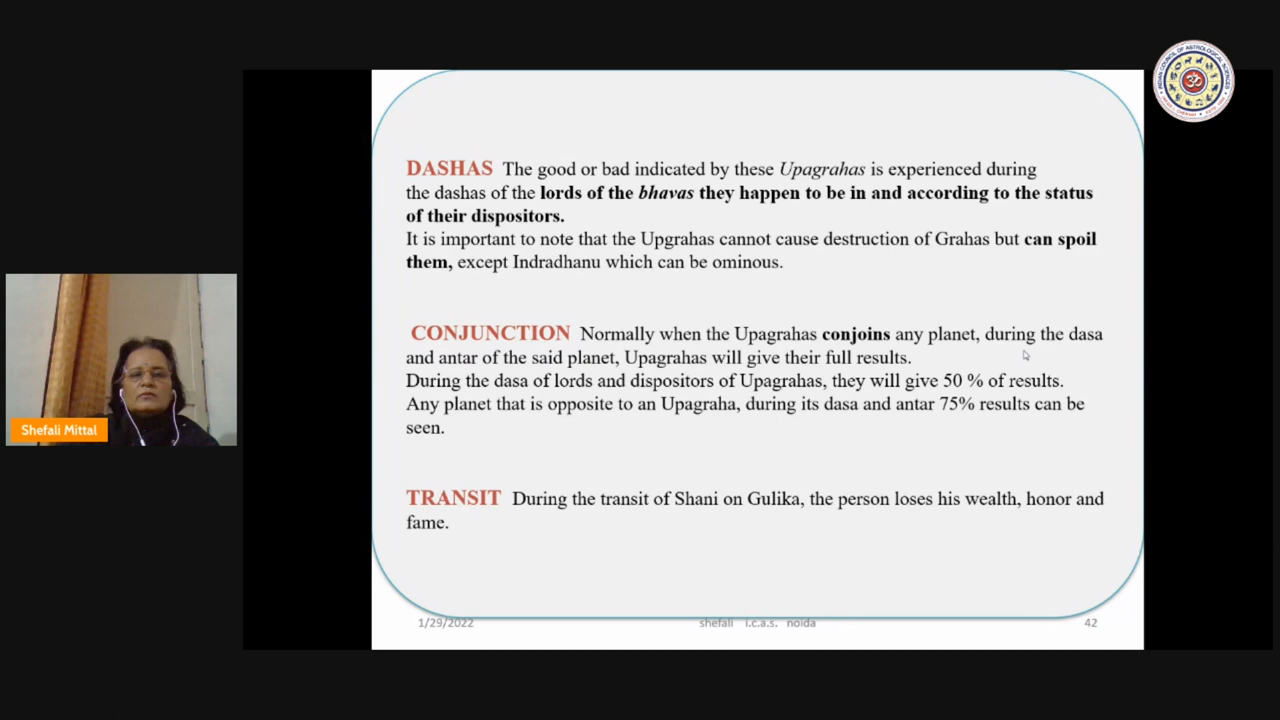 DASHAS The good or bad indicated by these Upagrahas is experienced during
the dashas of the lords of the bhavas they happen to be in and according to the status
of their dispositors.
It is important to note that the Upgrahas cannot cause destruction of Grahas but can spoil
them, except Indradhanu which can be ominous.
CONJUNCTION Normally when the Upagrahas conjoins any planet, during the dasa
and antar of the said planet, Upagrahas will give their full results.
During the dasa of lords and dispositors of Upagrahas, they will give 50 % of results.
Any planet that is opposite to an Upagraha, during its dasa and antar 75% results can be
seen.
TRANSIT During the transit of Shani on Gulika, the person loses his wealth, honor and
fame.
1/29/2022 shefali i.c.a.s. noida 42
Shefali Mittal
INDIAN COUNCIL OF ASTROLOGICAL SCIENCES